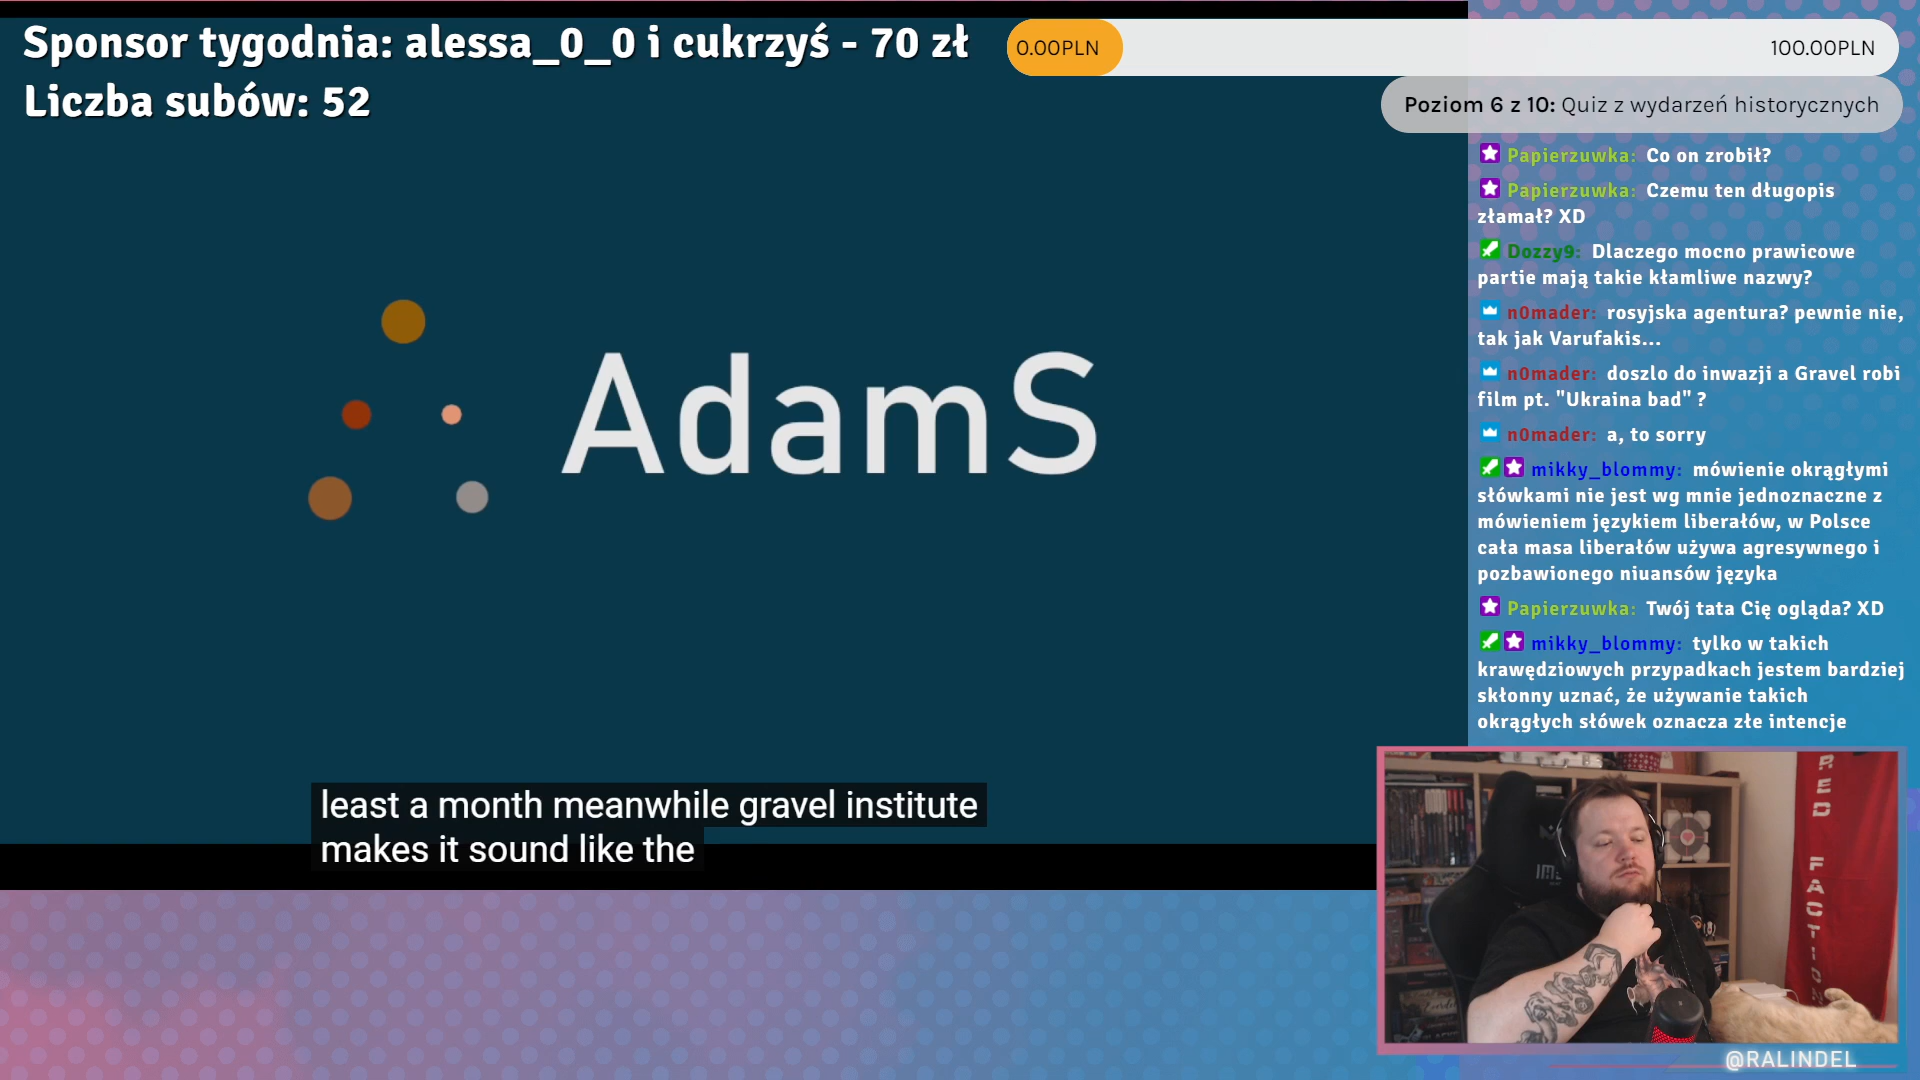 Sponsor tygodnia: alessa_0_0 i cukrzyś - 70 zł
Liczba subów: 52
0.00PLN
100.00PLN
Poziom 6 z 10: Quiz z wydarzeń historycznych
Papierzuwka: Co on zrobił?
Papierzuwka: Czemu ten długopis
złamał? XD
Dozzy9: Dlaczego mocno prawicowe
partie mają takie kłamliwe nazwy?
n0mader: rosyjska agentura? pewnie nie,
tak jak Varufakis...
n0mader: doszlo do inwazji a Gravel robi
film pt. "Ukraina bad" ?
n0mader: a, to sorry
mikky_blommy: mówienie okrągłymi
słówkami nie jest wg mnie jednoznaczne z
mówieniem językiem liberałów, w Polsce
cała masa liberałów używa agresywnego i
pozbawionego niuansów języka
Papierzuwka: Twój tata Cię ogląda? XD
mikky_blommy: tylko w takich
krawędziowych przypadkach jestem bardziej
skłonny uznać, że używanie takich
okrągłych słówek oznacza złe intencje
AdamS
least a month meanwhile gravel institute
makes it sound like the
RED FACTION
@RALINDEL